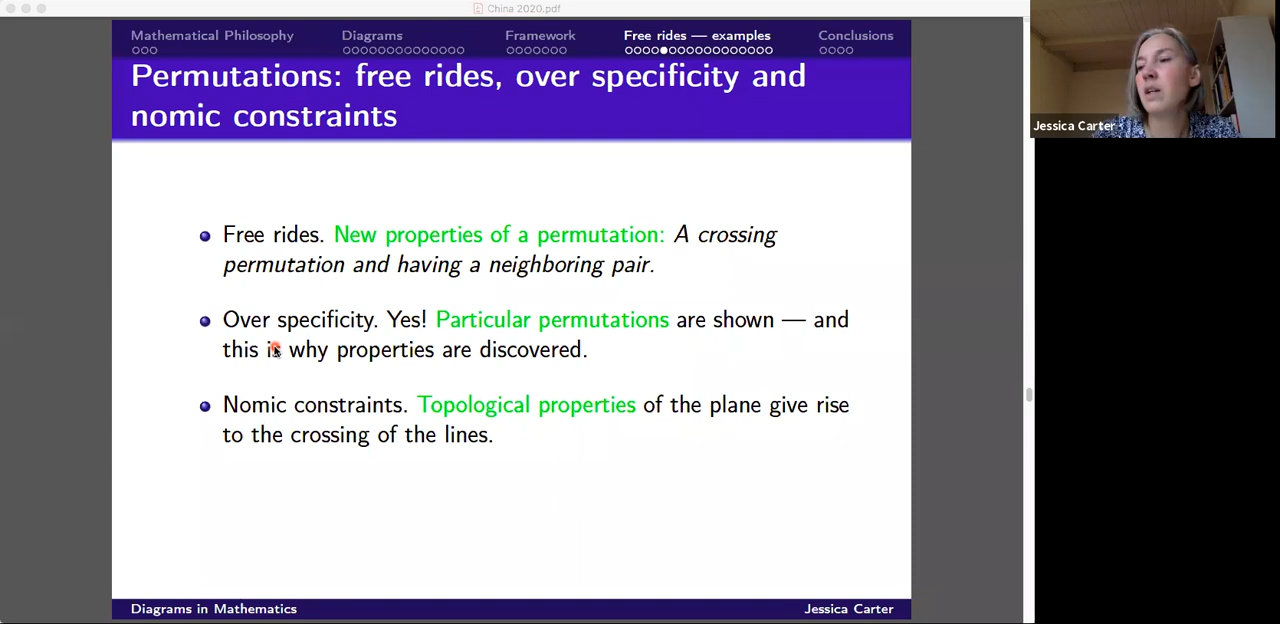 China 2020.pdf
Mathematical Philosophy Diagrams Framework Free rides — examples Conclusions
Permutations: free rides, over specificity and
nomic constraints
Free rides. New properties of a permutation: A crossing
permutation and having a neighboring pair.
Over specificity. Yes! Particular permutations are shown — and
this is why properties are discovered.
Nomic constraints. Topological properties of the plane give rise
to the crossing of the lines.
Diagrams in Mathematics Jessica Carter
Jessica Carter